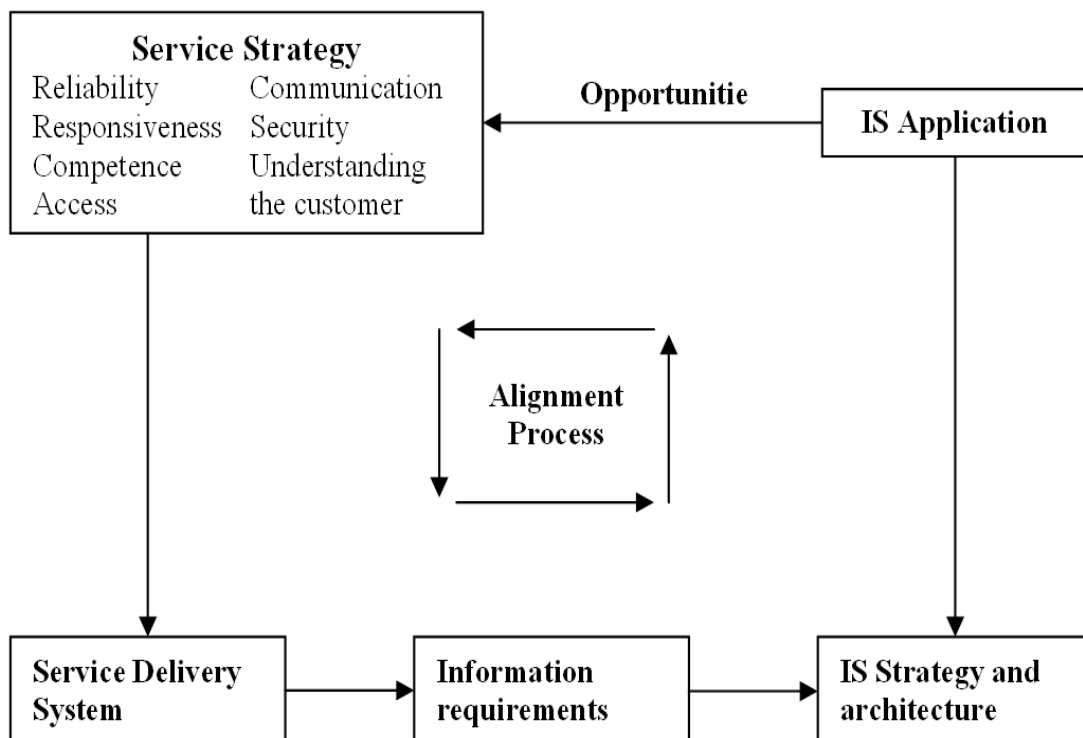 Service Strategy
Reliability Communication
Responsiveness Security
Competence Understanding
Access the customer
Opportunitie
IS Application
Alignment
Process
Service Delivery
System
Information
requirements
IS Strategy and
architecture